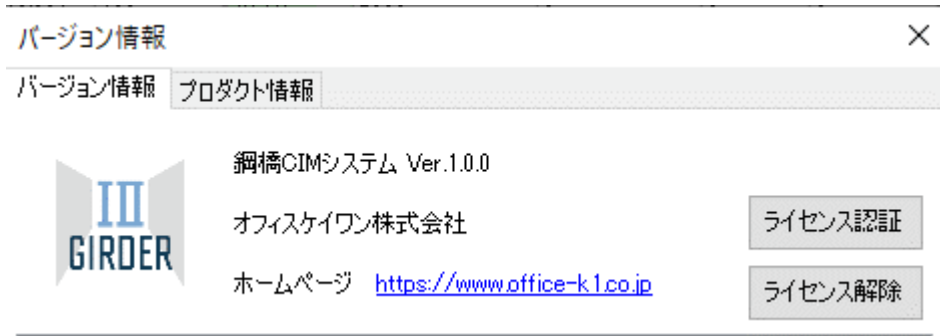 バージョン情報
バージョン情報 プロダクト情報
鋼橋CIMシステム Ver.1.0.0
オフィスケイワン株式会社
ライセンス認証
ホームページ https://www.office-k1.co.jp
ライセンス解除
GIRDER